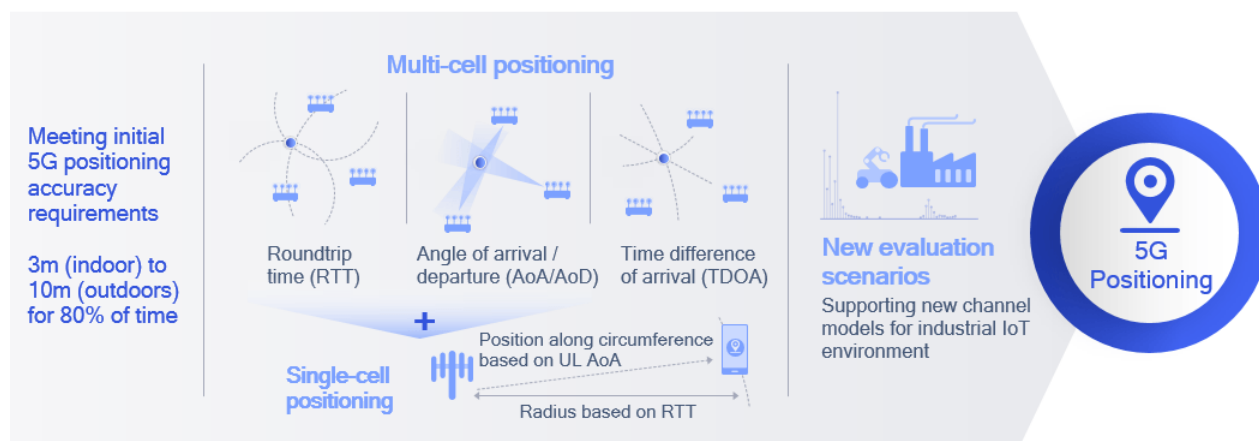 Meeting initial
5G positioning
accuracy
requirements
3m (indoor) to
10m (outdoors)
for 80% of time
Multi-cell positioning
Roundtrip
time (RTT)
Angle of arrival /
departure (AoA/AoD)
Time difference
of arrival (TDOA)
+
Single-cell
positioning
Position along circumference
based on UL AoA
Radius based on RTT
New evaluation
scenarios
Supporting new channel
models for industrial IoT
environment
5G
Positioning